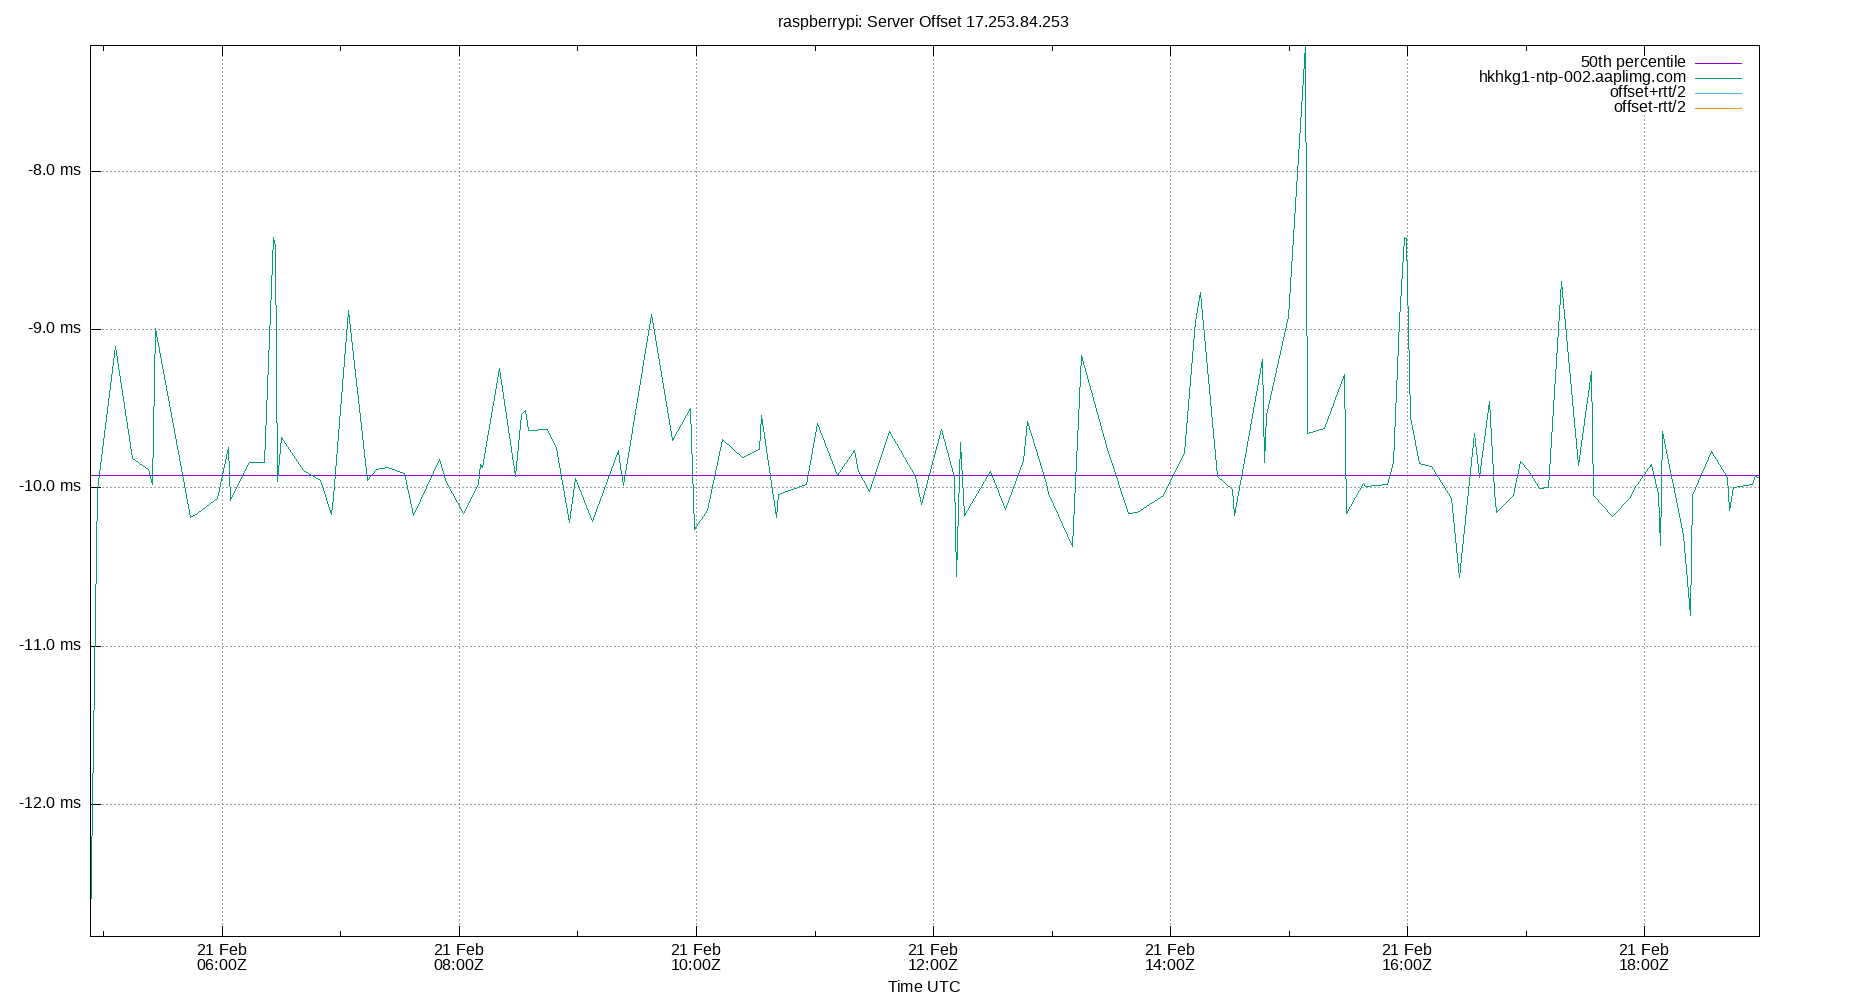 raspberrypi: Server Offset 17.253.84.253
50th percentile
hkhkg1-ntp-002.aaplimg.com
offset+rtt/2
offset-rtt/2
-8.0 ms
-9.0 ms
-10.0 ms
-11.0 ms
-12.0 ms
21 Feb 21 Feb 21 Feb 21 Feb 21 Feb 21 Feb 21 Feb
06:00Z 08:00Z 10:00Z 12:00Z 14:00Z 16:00Z 18:00Z
Time UTC